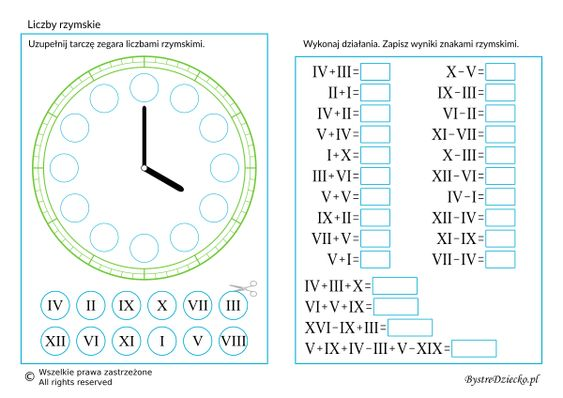 Liczby rzymskie
Uzupełnij tarczę zegara liczbami rzymskimi.
IV II IX X VII III
XII VI XI I V VIII
© Wszelkie prawa zastrzeżone
All rights reserved
Wykonaj działania. Zapisz wyniki znakami rzymskimi.
IV+III=
II+I=
IV+II=
V+IV=
I+X=
III+VI=
V+V=
IX+II=
VII+V=
V+I=
X-V=
IX-III=
VI-II=
XI-VII=
X-III=
XII-VI=
IV-I=
XII-IV=
XI-IX=
VII-IV=
IV+III+X=
VI+V+IX=
XVI-IX+III=
V+IX+IV-III+V-XIX=
BystreDziecko.pl